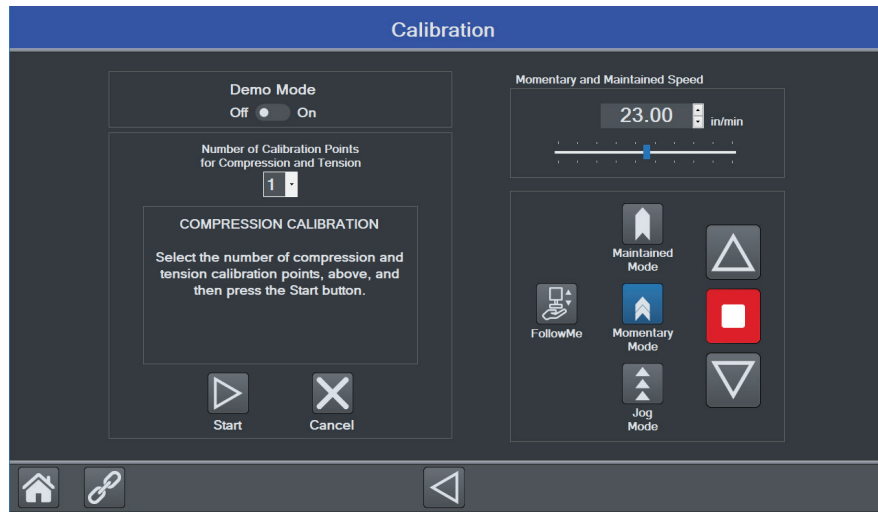 Calibration
Demo Mode
Off On
Number of Calibration Points
for Compression and Tension
1
COMPRESSION CALIBRATION
Select the number of compression and
tension calibration points, above, and
then press the Start button.
Start Cancel
Momentary and Maintained Speed
23.00 in/min
Maintained
Mode
FollowMe
Momentary
Mode
Jog
Mode